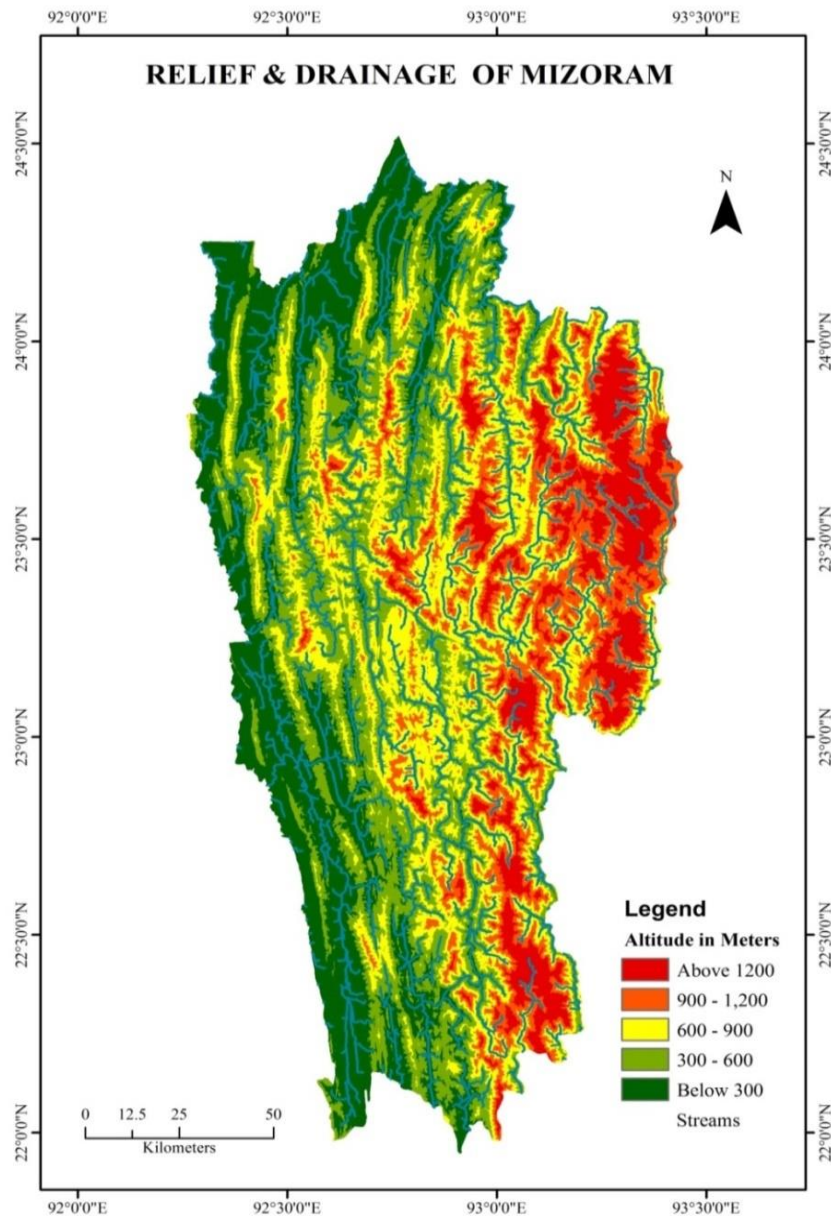 92°0'0"E 92°30'0"E 93°0'0"E 93°30'0"E
RELIEF & DRAINAGE OF MIZORAM
24°30'0"N 24°30'0"N
N
24°0'0"N 24°0'0"N
23°30'0"N 23°30'0"N
23°0'0"N 23°0'0"N
22°30'0"N 22°30'0"N
Legend
Altitude in Meters
Above 1200
900 - 1,200
600 - 900
300 - 600
Below 300
Streams
0 12.5 25 50
Kilometers
22°0'0"N 22°0'0"N
92°0'0"E 92°30'0"E 93°0'0"E 93°30'0"E